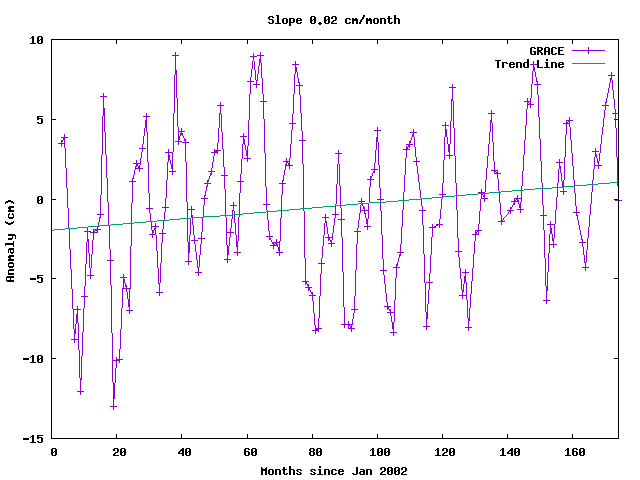 Slope 0.02 cm/month
10
GRACE
Trend Line
5
0
-5
-10
-15
0 20 40 60 80 100 120 140 160
Months since Jan 2002
Anomaly (cm)